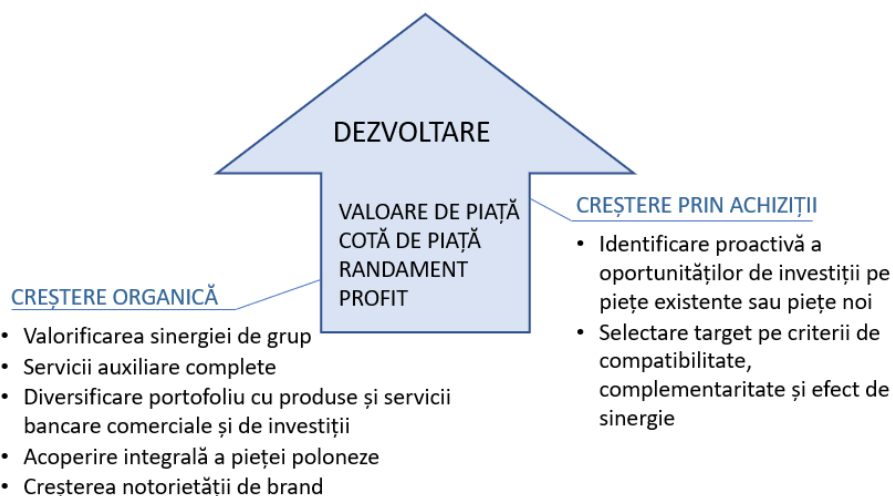 DEZVOLTARE
VALOARE DE PIAȚĂ
COTĂ DE PIAȚĂ
RANDAMENT
PROFIT
CREȘTERE ORGANICĂ
• Valorificarea sinergiei de grup
• Servicii auxiliare complete
• Diversificare portofoliu cu produse și servicii
bancare comerciale și de investiții
• Acoperire integrală a pieței poloneze
• Creșterea notorietății de brand
CREȘTERE PRIN ACHIZIȚII
• Identificare proactivă a
oportunităților de investiții pe
piețe existente sau piețe noi
• Selectare target pe criterii de
compatibilitate,
complementaritate și efect de
sinergie